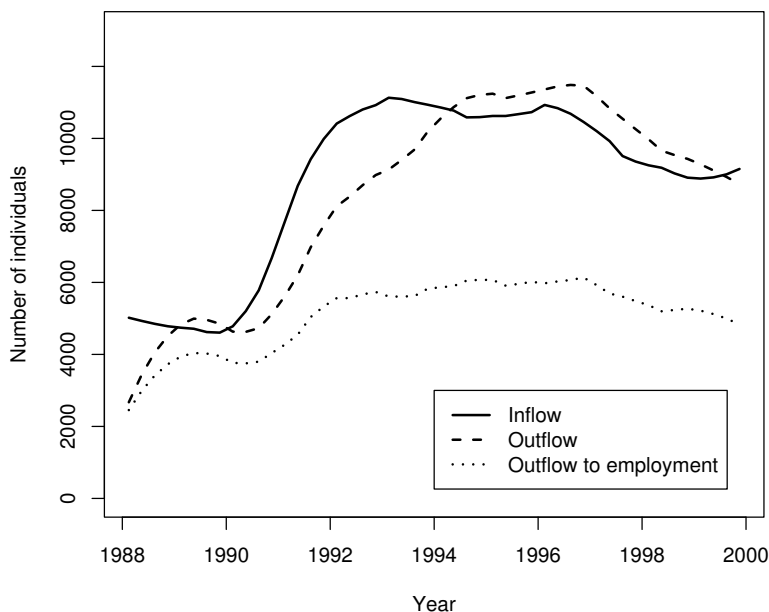 Number of individuals
10000
8000
6000
4000
2000
0
Inflow
Outflow
Outflow to employment
1988 1990 1992 1994 1996 1998 2000
Year